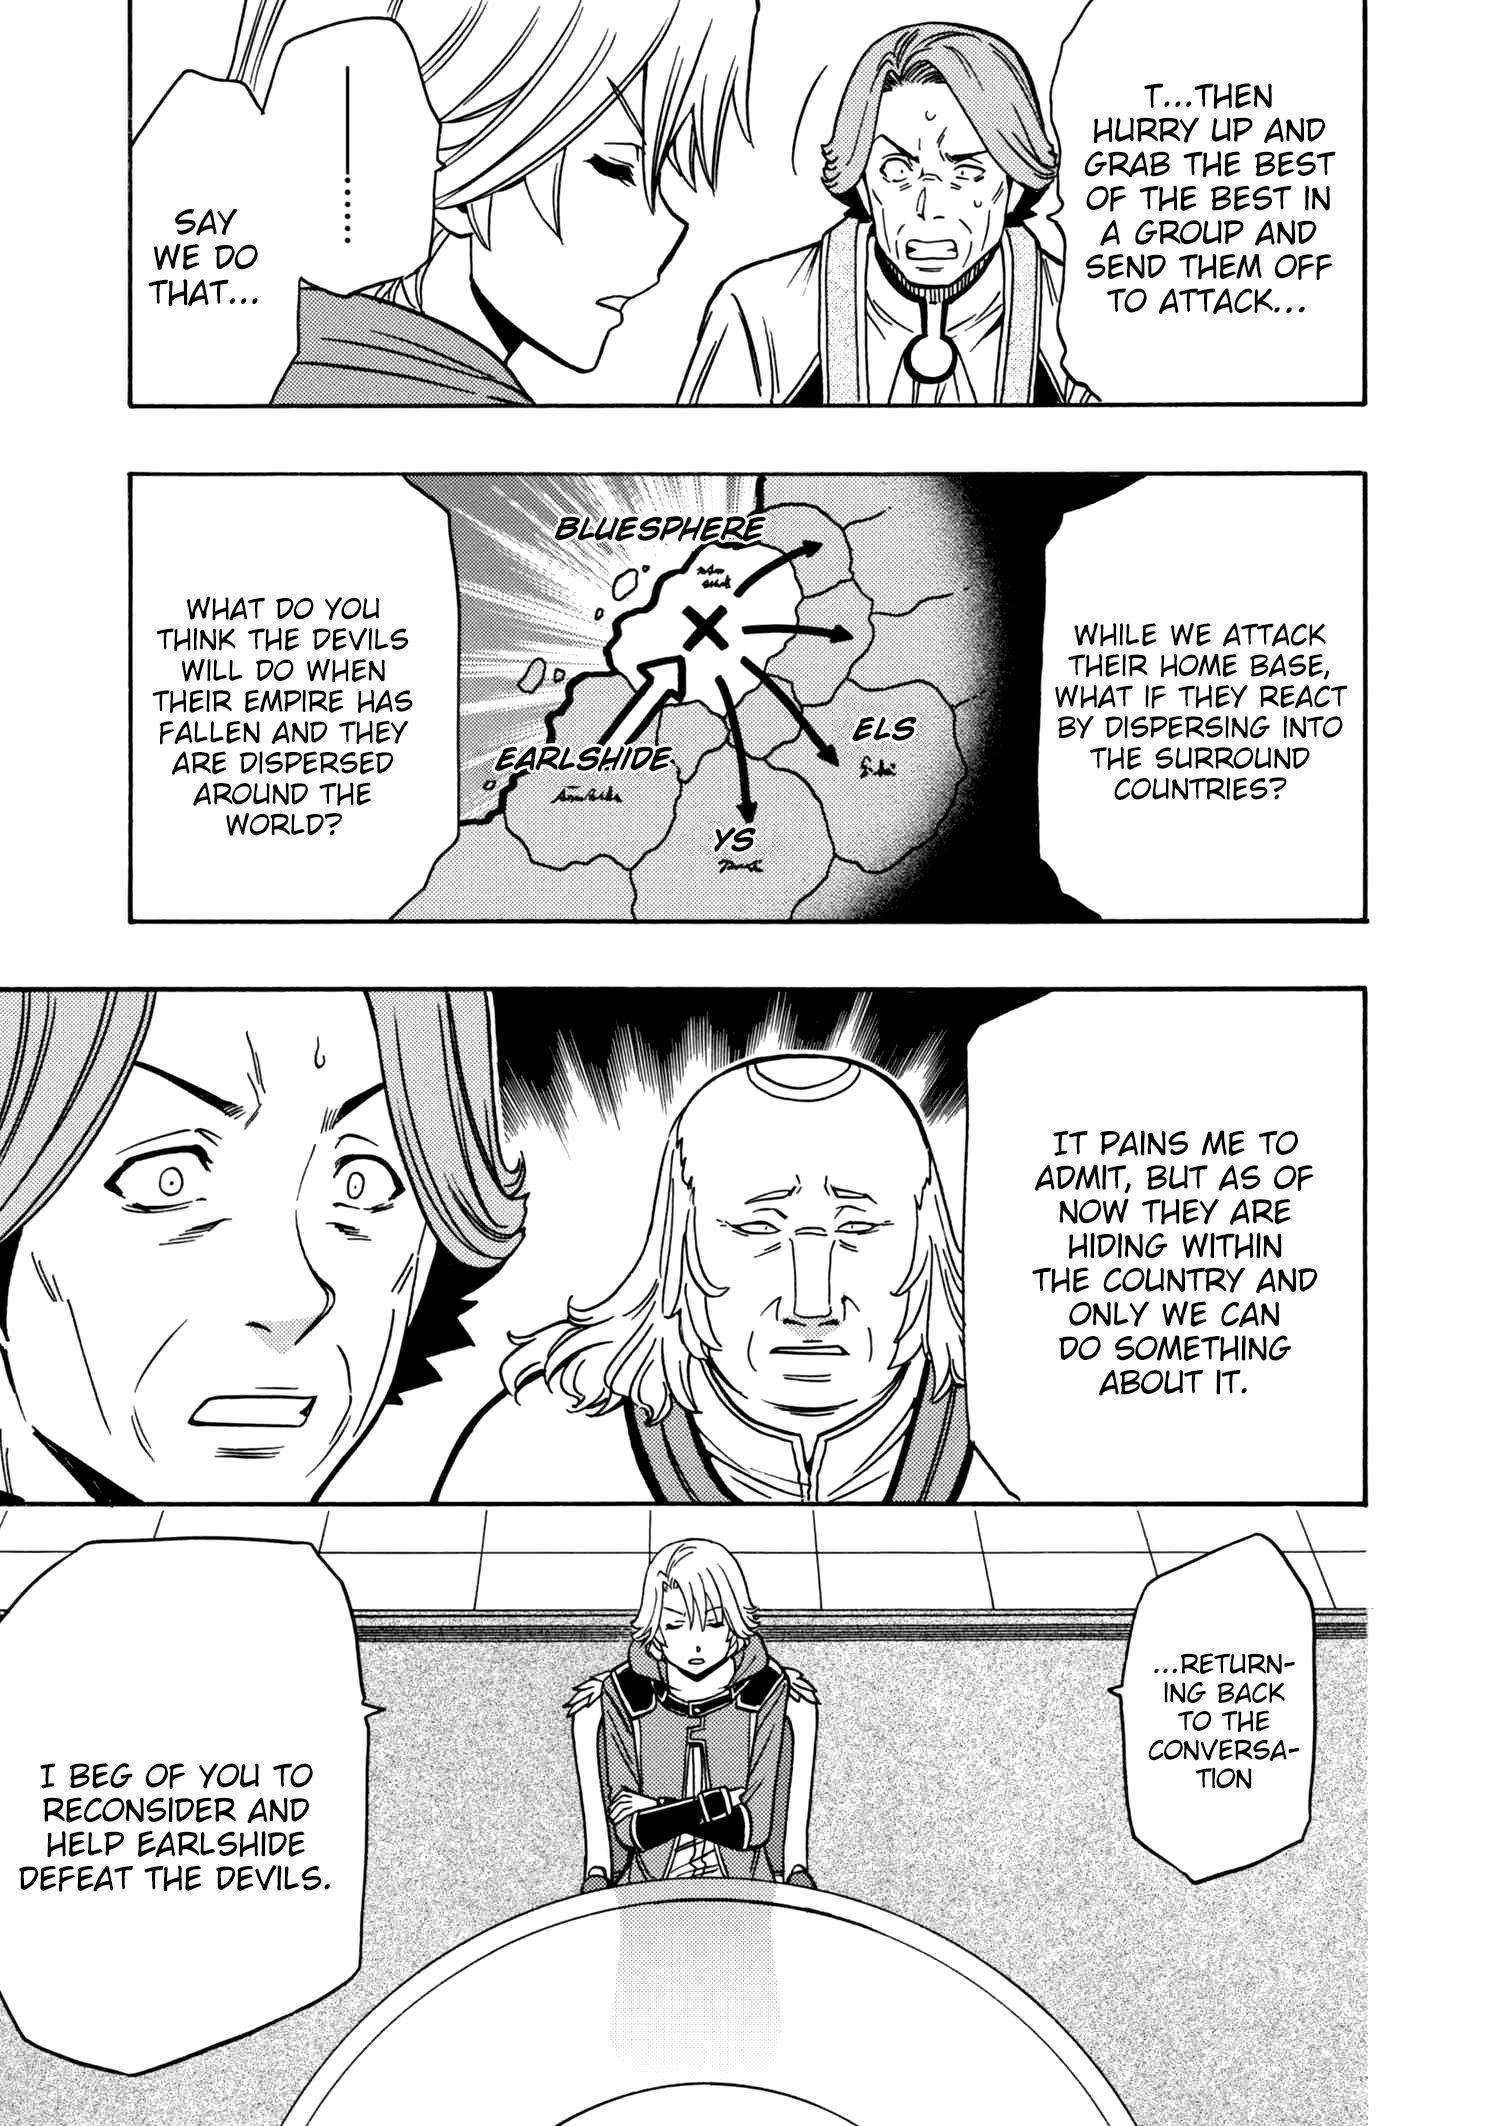 T...THEN
HURRY UP AND
GRAB THE BEST
OF THE BEST IN
A GROUP AND
SEND THEM OFF
TO ATTACK...
SAY
WE DO
THAT...
WHILE WE ATTACK
THEIR HOME BASE,
WHAT IF THEY REACT
BY DISPERSING INTO
THE SURROUND
COUNTRIES?
BLUESPHERE
EARLSHIDE
ELS
YS
WHAT DO YOU
THINK THE DEVILS
WILL DO WHEN
THEIR EMPIRE HAS
FALLEN AND THEY
ARE DISPERSED
AROUND THE
WORLD?
IT PAINS ME TO
ADMIT, BUT AS OF
NOW THEY ARE
HIDING WITHIN
THE COUNTRY AND
ONLY WE CAN
DO SOMETHING
ABOUT IT.
...RETURN-
ING BACK
TO THE
CONVERSA-
TION
I BEG OF YOU TO
RECONSIDER AND
HELP EARLSHIDE
DEFEAT THE DEVILS.